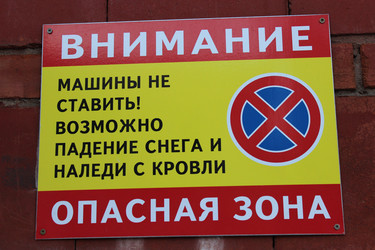 ВНИМАНИЕ
МАШИНЫ НЕ
СТАВИТЬ!
ВОЗМОЖНО
ПАДЕНИЕ СНЕГА И
НАЛЕДИ С КРОВЛИ
ОПАСНАЯ ЗОНА